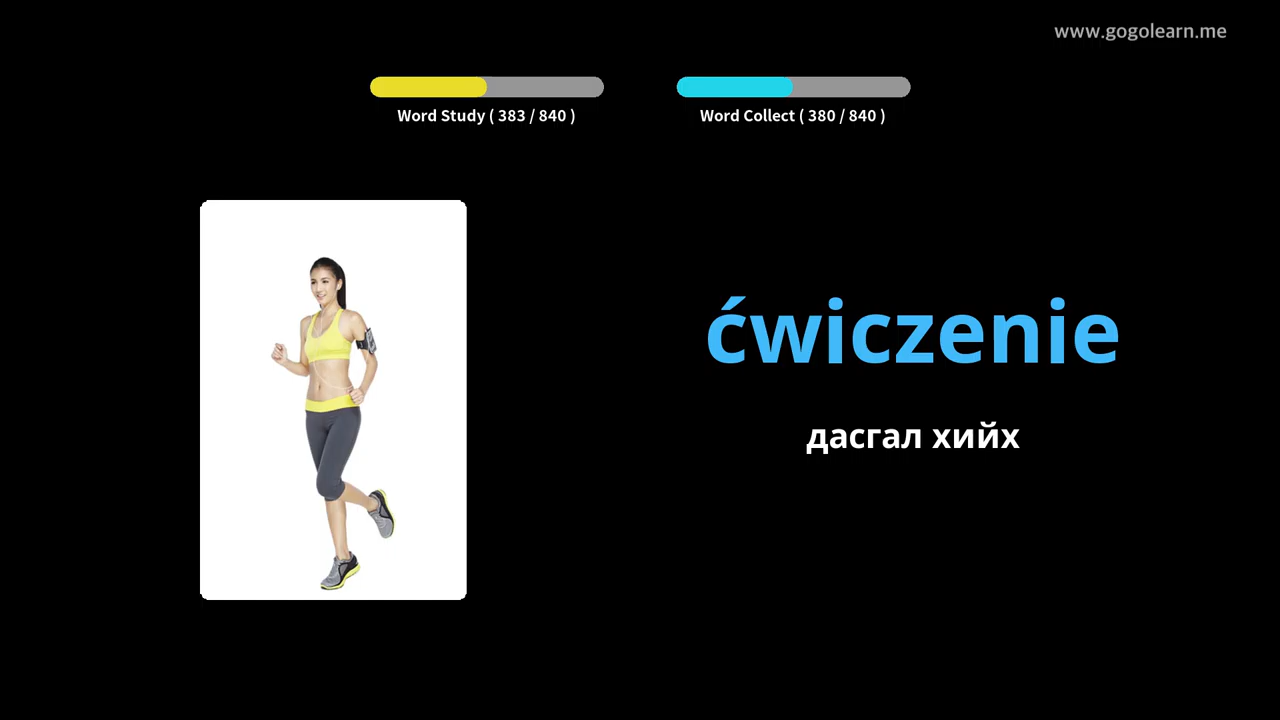 www.gogolearn.me
Word Study ( 383 / 840 )
Word Collect ( 380 / 840 )
ćwiczenie
дасгал хийх